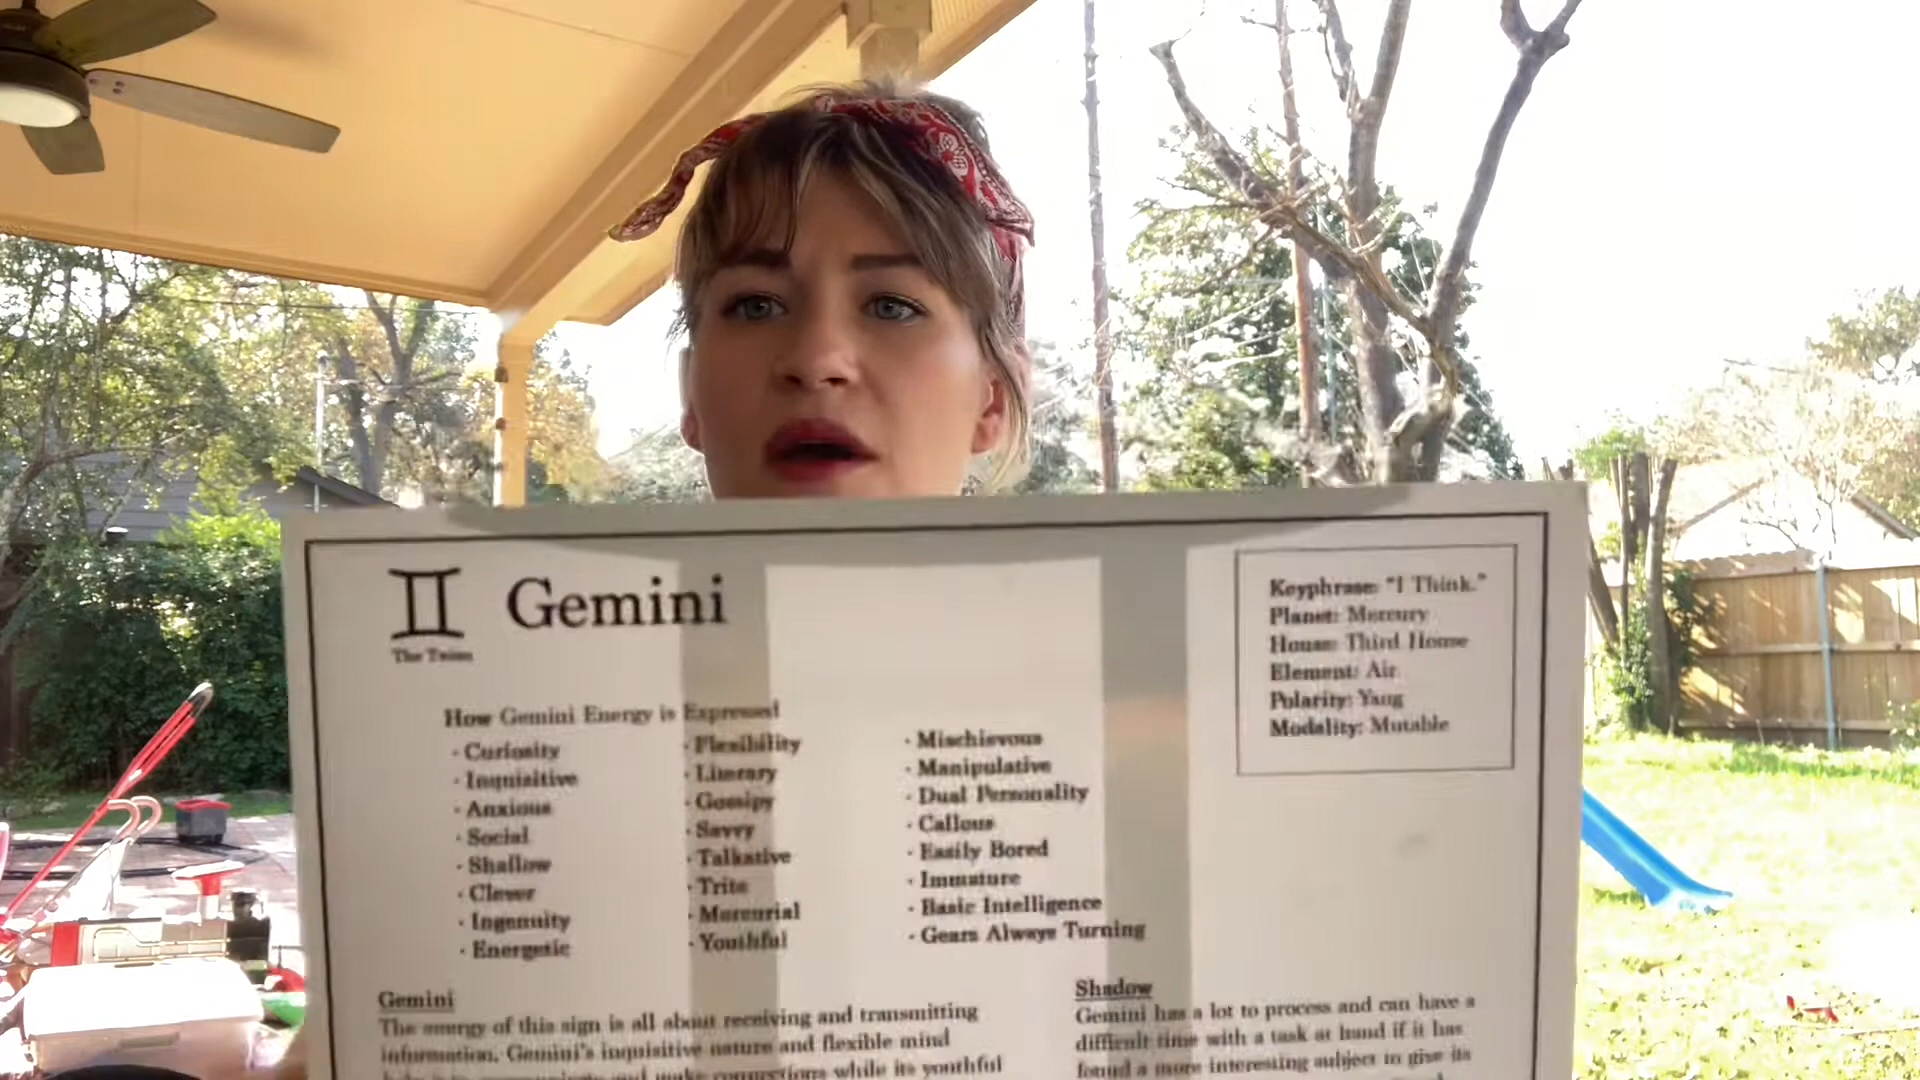 Gemini
The Twins
Keyphrase: "I Think."
Planet: Mercury
House: Third House
Element: Air
Polarity: Yang
Modality: Mutable
How Gemini Energy is Expressed
· Curiosity
· Inquisitive
· Anxious
· Social
· Shallow
· Clever
· Ingenuity
· Energetic
· Flexibility
· Literary
· Gossipy
· Savvy
· Talkative
· Trite
· Mercurial
· Youthful
· Mischievous
· Manipulative
· Dual Personality
· Callous
· Easily Bored
· Immature
· Basic Intelligence
· Gears Always Turning
Gemini
The energy of this sign is all about receiving and transmitting
information. Gemini's inquisitive nature and flexible mind
connections while its youthful
Shadow
Gemini has a lot to process and can have a
difficult time with a task at hand if it has
found a more interesting subject to give its